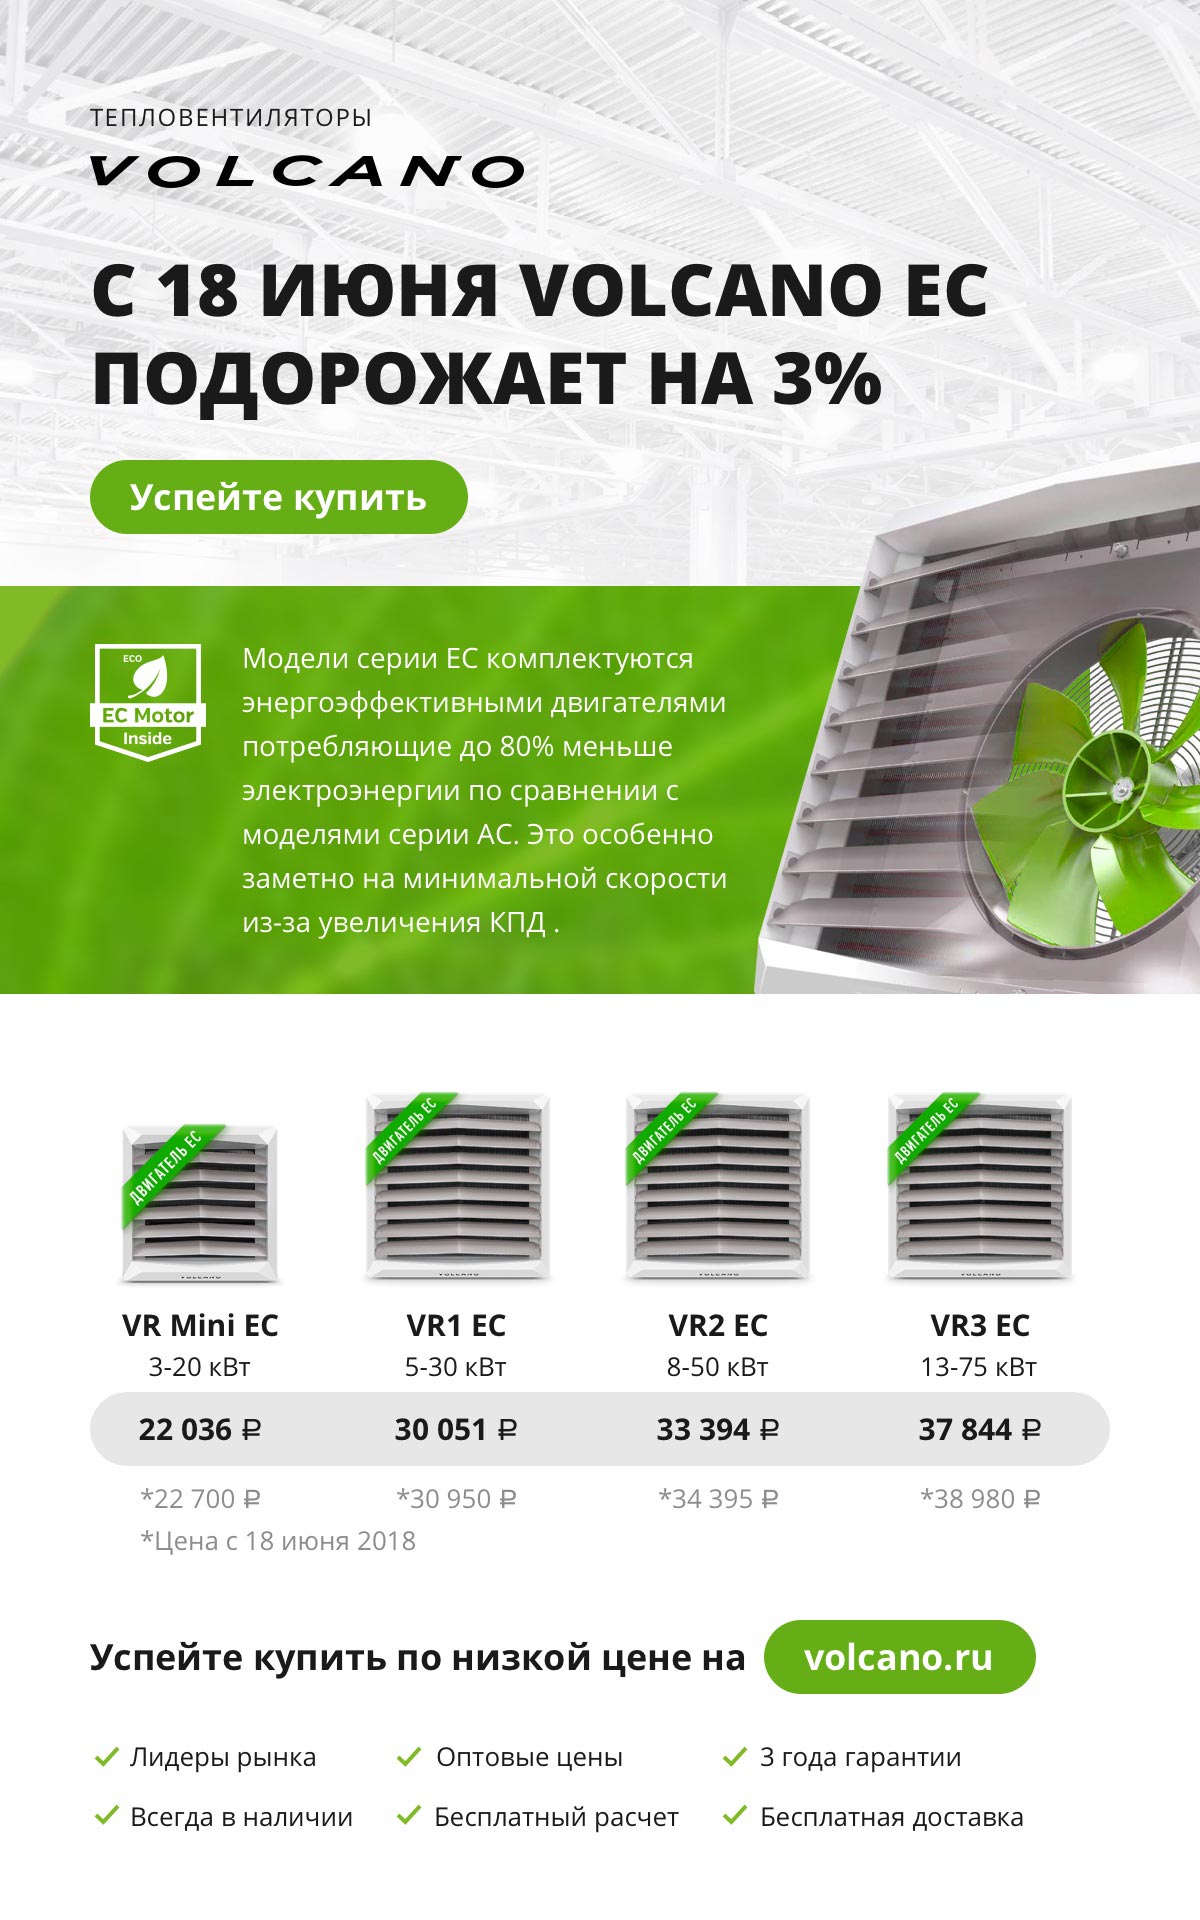 ТЕПЛОВЕНТИЛЯТОРЫ
VOLCANO
С 18 ИЮНЯ VOLCANO EC
ПОДОРОЖАЕТ НА 3%
Успейте купить
ECO
EC Motor
Inside
Модели серии ЕС комплектуются
энергоэффективными двигателями
потребляющие до 80% меньше
электроэнергии по сравнении с
моделями серии АС. Это особенно
заметно на минимальной скорости
из-за увеличения КПД .
ДВИГАТЕЛЬ ЕС ДВИГАТЕЛЬ ЕС ДВИГАТЕЛЬ ЕС ДВИГАТЕЛЬ ЕС
VOLCANO VOLCANO VOLCANO VOLCANO
VR Mini EC VR1 EC VR2 EC VR3 EC
3-20 кВт 5-30 кВт 8-50 кВт 13-75 кВт
22 036 ₽ 30 051 ₽ 33 394 ₽ 37 844 ₽
*22 700 ₽ *30 950 ₽ *34 395 ₽ *38 980 ₽
*Цена с 18 июня 2018
Успейте купить по низкой цене на volcano.ru
Лидеры рынка Оптовые цены 3 года гарантии
Всегда в наличии Бесплатный расчет Бесплатная доставка